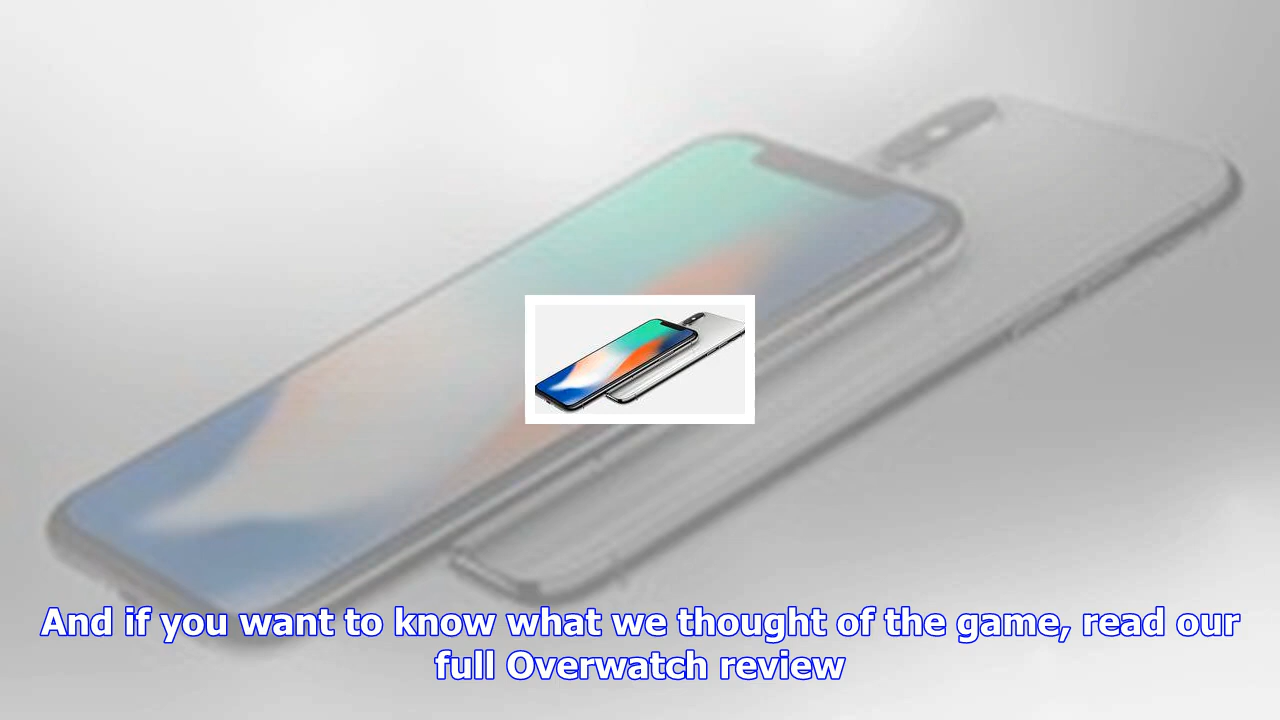 And if you want to know what we thought of the game, read our
full Overwatch review